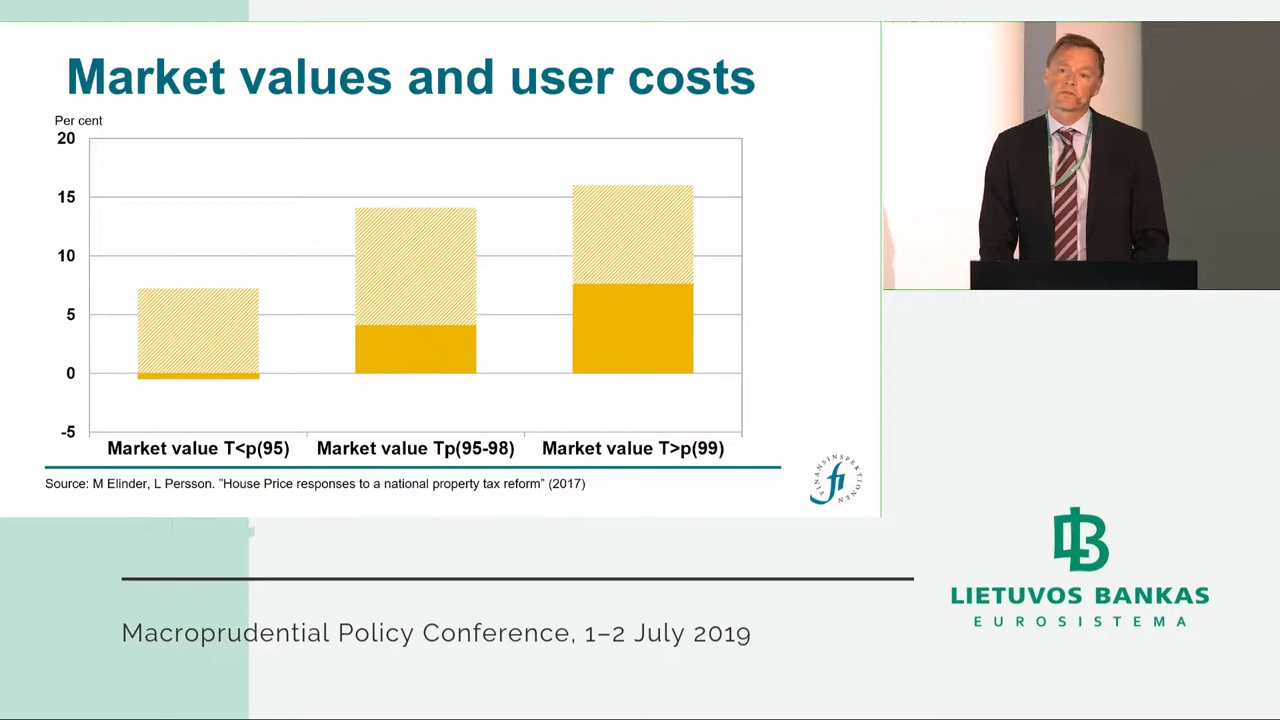 Market values and user costs
Per cent
20
15
10
5
0
-5
Market value T<p(95)
Market value Tp(95-98)
Market value T>p(99)
Source: M Elinder, L Persson. ”House Price responses to a national property tax reform” (2017)
FINANSINSPEKTIONEN
fi
LIETUVOS BANKAS
EUROSISTEMA
Macroprudential Policy Conference, 1–2 July 2019